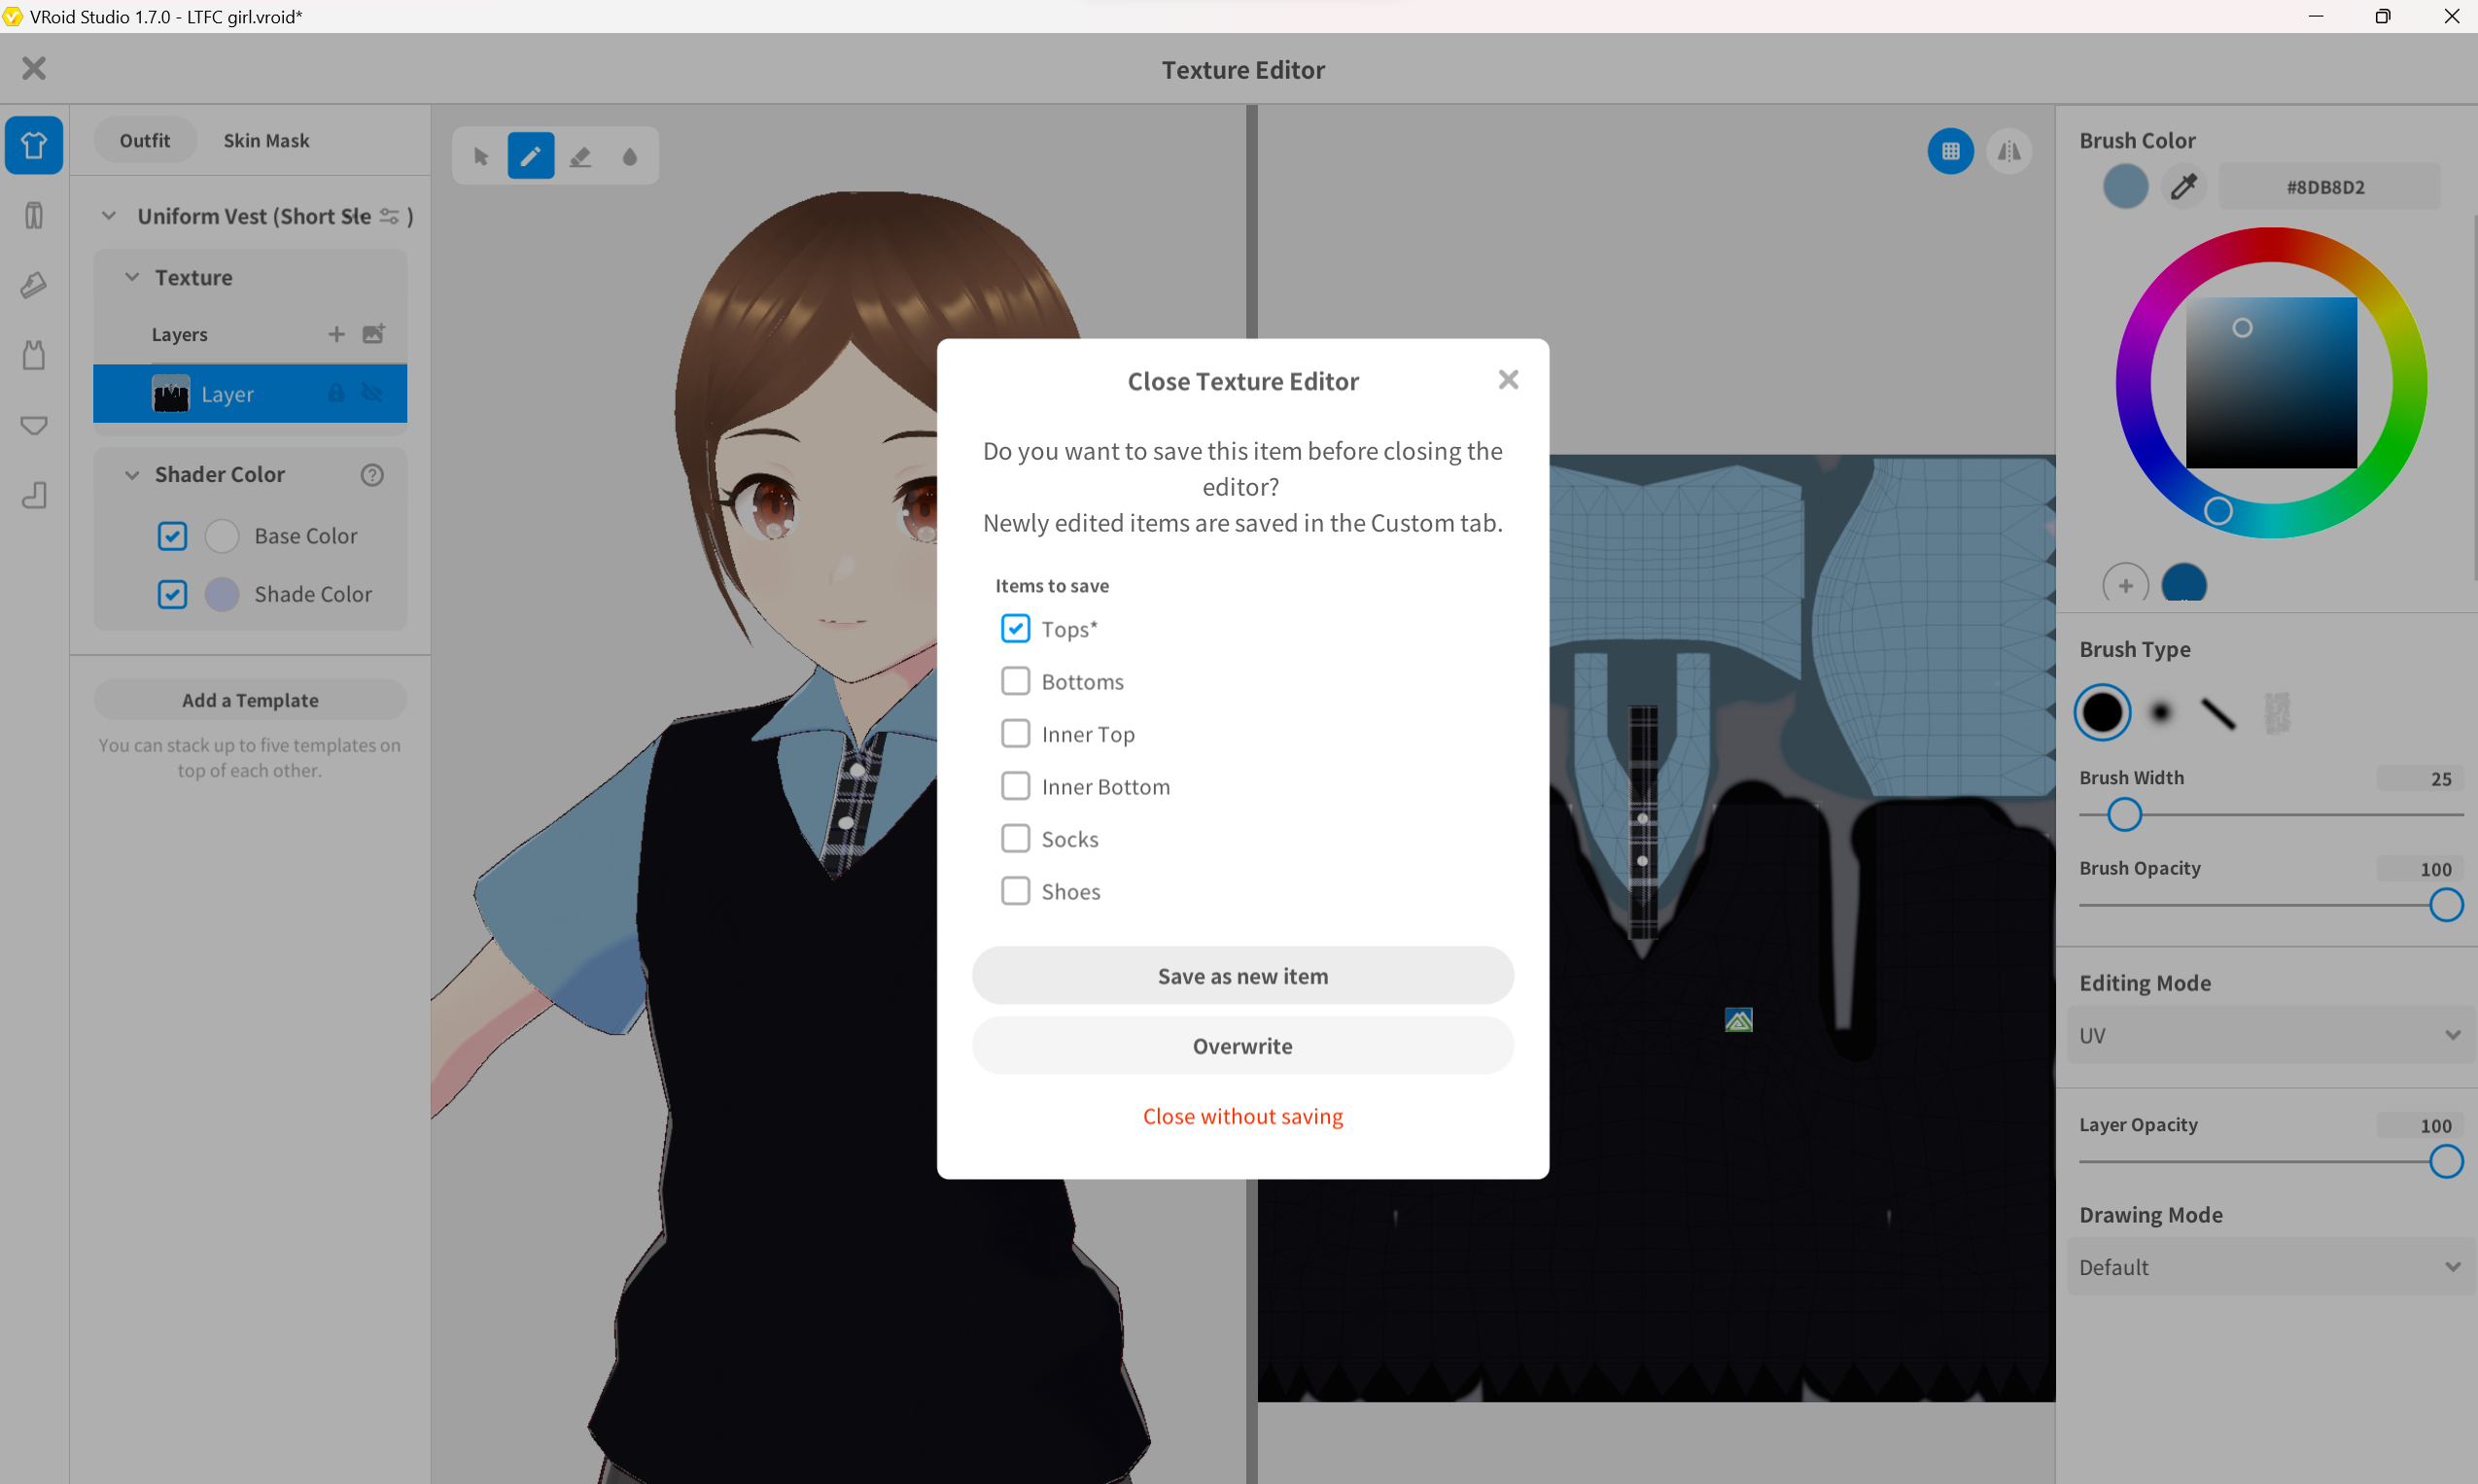 VRoid Studio 1.7.0 - LTFC girl.vroid*
Texture Editor
Outfit
Skin Mask
Uniform Vest (Short Sle )
Texture
Layers
Layer
Shader Color
Base Color
Shade Color
Add a Template
You can stack up to five templates on
top of each other.
Close Texture Editor
Do you want to save this item before closing the
editor?
Newly edited items are saved in the Custom tab.
Items to save
Tops*
Bottoms
Inner Top
Inner Bottom
Socks
Shoes
Save as new item
Overwrite
Close without saving
Brush Color
#8DB8D2
Brush Type
Brush Width
25
Brush Opacity
100
Editing Mode
UV
Layer Opacity
100
Drawing Mode
Default